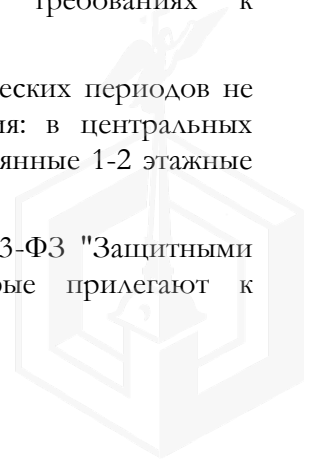 требованиях к
ческих периодов не
ия: в центральных
янные 1-2 этажные
3-ФЗ "Защитными
ые прилегают к